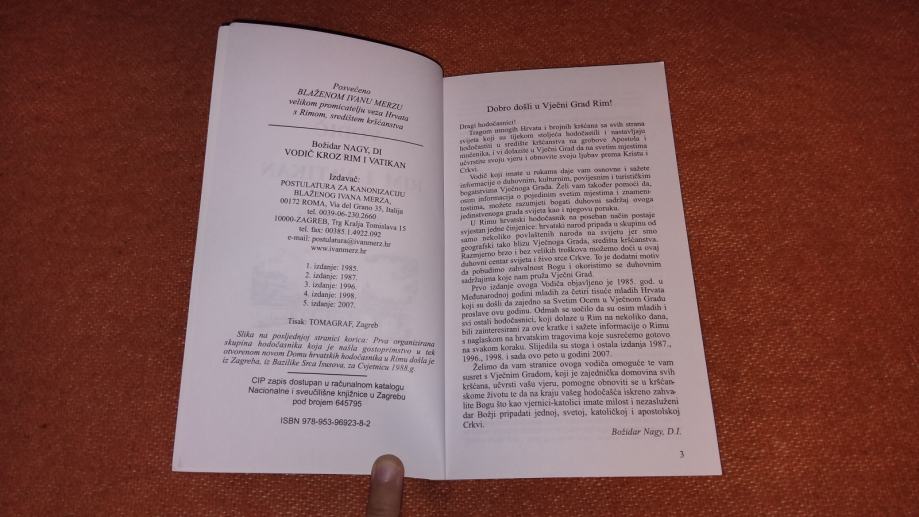 Posvećeno
BLAŽENOM IVANU MERZU
velikom promicatelju veza Hrvata
s Rimom, središtem kršćanstva
Božidar NAGY, DI
VODIČ KROZ RIM I VATIKAN
Izdavač:
POSTULATURA ZA KANONIZACIJU
BLAŽENOG IVANA MERZA,
00172 ROMA, Via del Grano 35, Italija
tel. 0039-06-230.2660
10000-ZAGREB, Trg Kralja Tomislava 15
tel. fax: 00385.1.4922.092
e-mail: postulatura@ivanmerz.hr
www.ivanmerz.hr
1. izdanje: 1985.
2. izdanje: 1987.
3. izdanje: 1996.
4. izdanje: 1998.
5. izdanje: 2007.
Tisak: TOMAGRAF, Zagreb
Slika na posljednjoj stranici korica: Prva organizirana
skupina hodočasnika koja je našla gostoprimstvo u tek
otvorenom novom Domu hrvatskih hodočasnika u Rimu došla je
iz Zagreba, iz Bazilike Srca Isusova, za Cvjetnicu 1988.g.
CIP zapis dostupan u računalnom katalogu
Nacionalne i sveučilišne knjižnice u Zagrebu
pod brojem 645795
ISBN 978-953-96923-8-2
Dobro došli u Vječni Grad Rim!
Dragi hodočasnici!
Tragom mnogih Hrvata i brojnih kršćana sa svih strana
svijeta koji su tijekom stoljeća hodočastili i nastavljaju
hodočastiti u središte kršćanstva na grobove Apostola i
mučenika, i vi dolazite u Vječni Grad da na svetim mjestima
učvrstite svoju vjeru i obnovite svoju ljubav prema Kristu i
Crkvi.
Vodič koji imate u rukama daje vam osnovne i sažete
informacije o duhovnim, kulturnim, povijesnim i turističkim
bogatstvima Vječnoga Grada. Želi vam također pomoći da,
osim informacija o pojedinim svetim mjestima i znameni-
tostima, možete razumjeti bogati duhovni sadržaj ovoga
jedinstvenoga grada svijeta kao i njegovu poruku.
U Rimu hrvatski hodočasnik na poseban način postaje
svjestan jedne činjenice: hrvatski narod pripada u skupinu od
samo nekoliko povlaštenih naroda na svijetu jer smo
geografski tako blizu Vječnoga Grada, središta kršćanstva.
Razmjerno brzo i bez velikih troškova možemo doći u ovaj
duhovni centar svijeta i živo srce Crkve. To je dodatni motiv
da pobudimo zahvalnost Bogu i okoristimo se duhovnim
sadržajima koje nam pruža Vječni Grad.
Prvo izdanje ovoga Vodiča objavljeno je 1985. god. u
Međunarodnoj godini mladih za četiri tisuće mladih Hrvata
koji su došli da zajedno sa Svetim Ocem u Vječnom Gradu
proslave ovu godinu. Odmah se uočilo da su osim mladih i
svi ostali hodočasnici, koji dolaze u Rim na nekoliko dana,
bili zainteresirani za ove kratke i sažete informacije o Rimu
s naglaskom na hrvatskim tragovima koje susrećemo gotovo
na svakom koraku. Slijedila su stoga i ostala izdanja 1987.,
1996., 1998. i sada ovo peto u godini 2007.
Želimo da vam stranice ovoga vodiča omoguće te vam
susret s Vječnim Gradom, koji je zajednička domovina svih
kršćana, učvrsti vašu vjeru, pomogne obnoviti se u kršćan-
skome životu te da na kraju vašeg hodočašća iskreno zahva-
lite Bogu što kao vjernici-katolici imate milost i nezasluženi
dar Božji pripadati jednoj, svetoj, katoličkoj i apostolskoj
Crkvi.
Božidar Nagy, D.I.
3